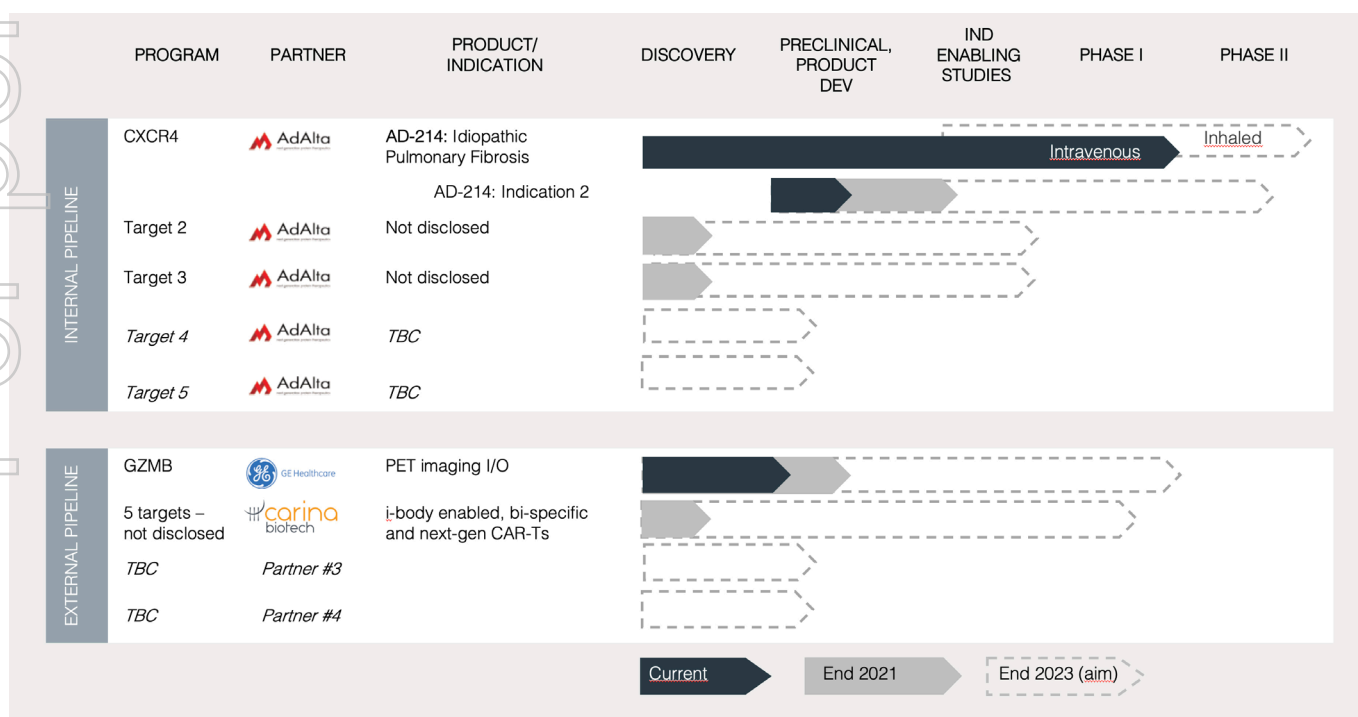 PROGRAM
PARTNER
PRODUCT/
INDICATION
DISCOVERY
PRECLINICAL,
PRODUCT
DEV
IND
ENABLING
STUDIES
PHASE I
PHASE II
INTERNAL PIPELINE
CXCR4
AdAlta
AD-214: Idiopathic
Pulmonary Fibrosis
Intravenous
Inhaled
AD-214: Indication 2
Target 2
AdAlta
Not disclosed
Target 3
AdAlta
Not disclosed
Target 4
AdAlta
TBC
Target 5
AdAlta
TBC
EXTERNAL PIPELINE
GZMB
GE Healthcare
PET imaging I/O
5 targets –
not disclosed
carina
biotech
i-body enabled, bi-specific
and next-gen CAR-Ts
TBC
Partner #3
TBC
Partner #4
Current
End 2021
End 2023 (aim)